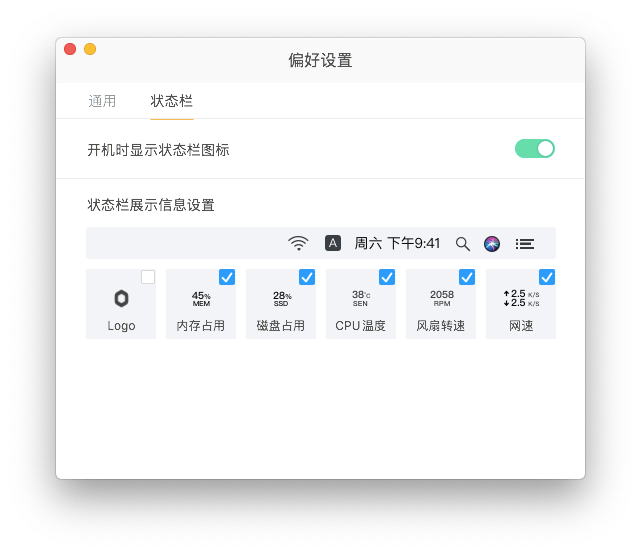 偏好设置
通用 状态栏
开机时显示状态栏图标
状态栏展示信息设置
A 周六 下午9:41
45% 28% 38°c 2058 2.5 K/S
MEM SSD SEN RPM 2.5 K/S
Logo 内存占用 磁盘占用 CPU温度 风扇转速 网速